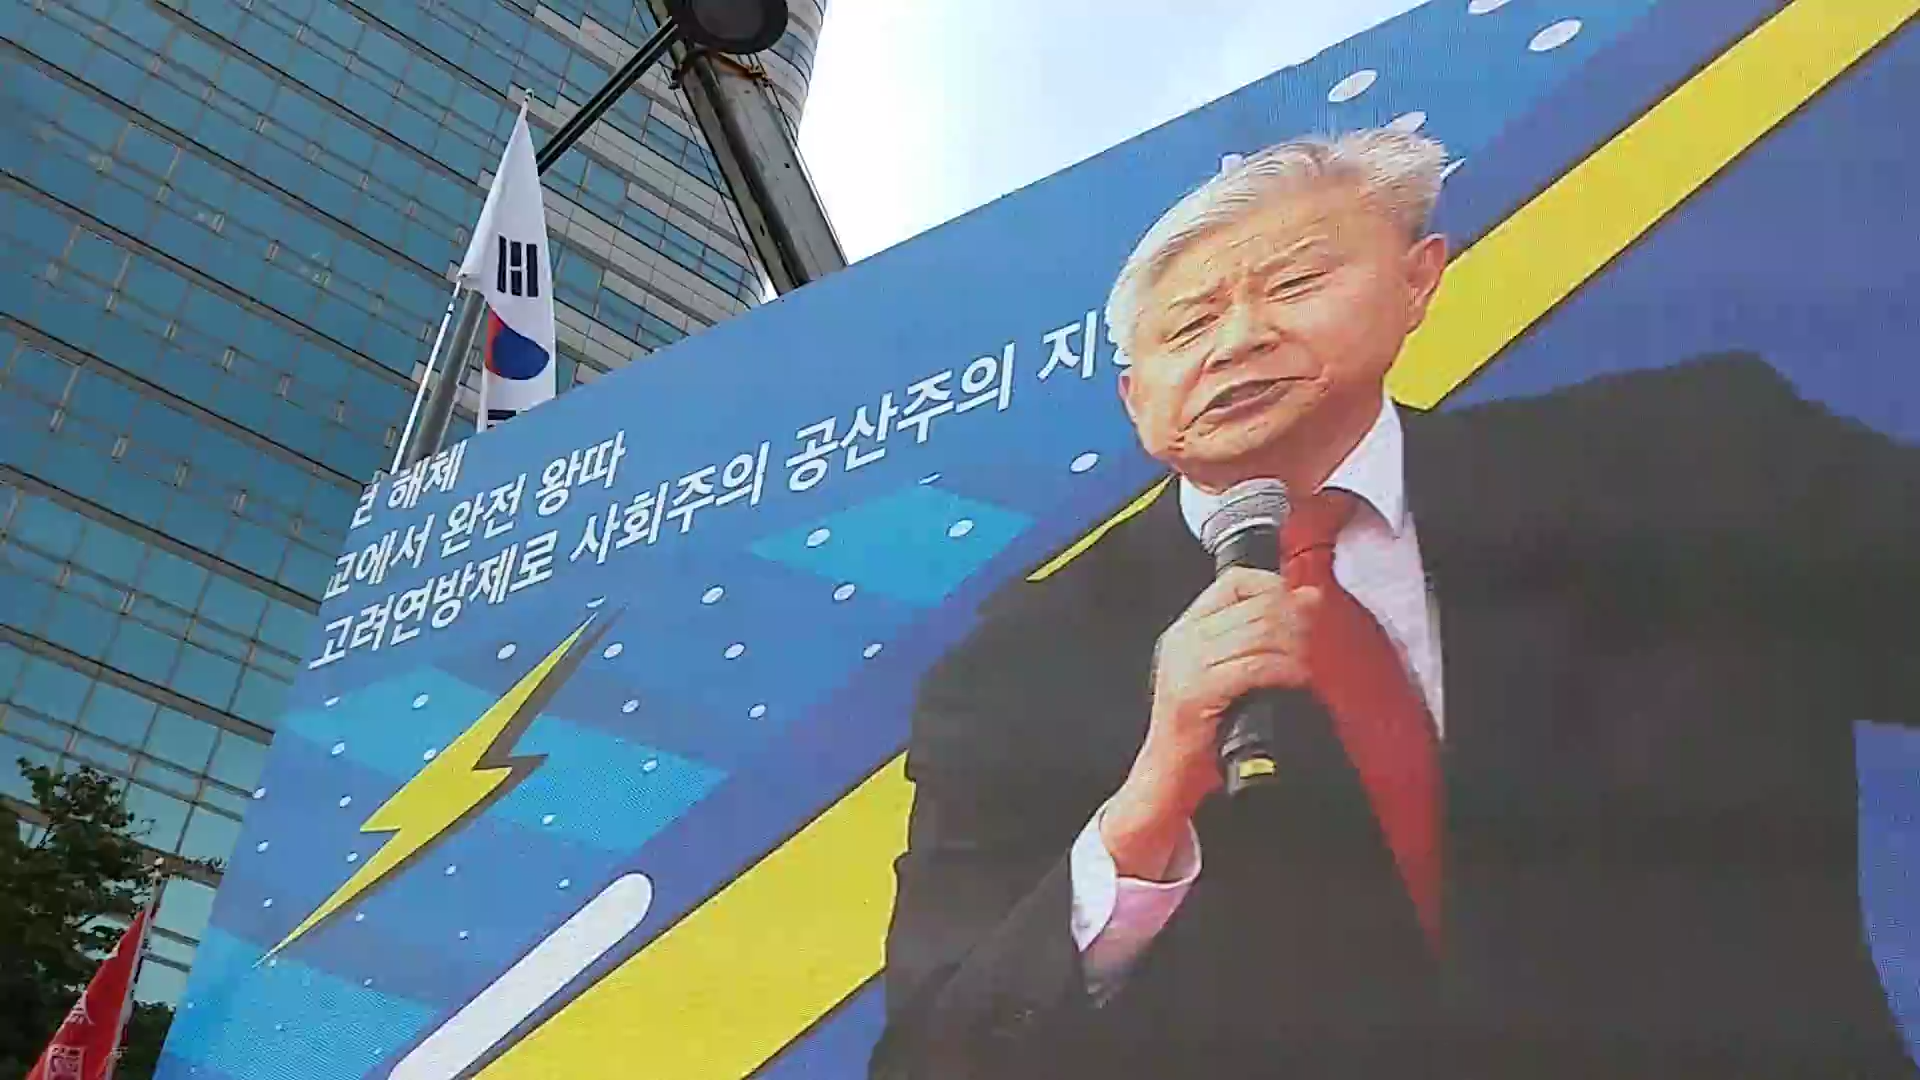 해체
교에서 완전 왕따
고려연방제로 사회주의 공산주의 지